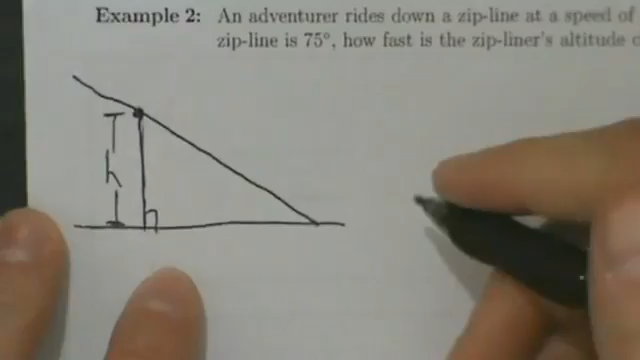 Example 2: An adventurer rides down a zip-line at a speed of
zip-line is 75°, how fast is the zip-liner's altitude
h